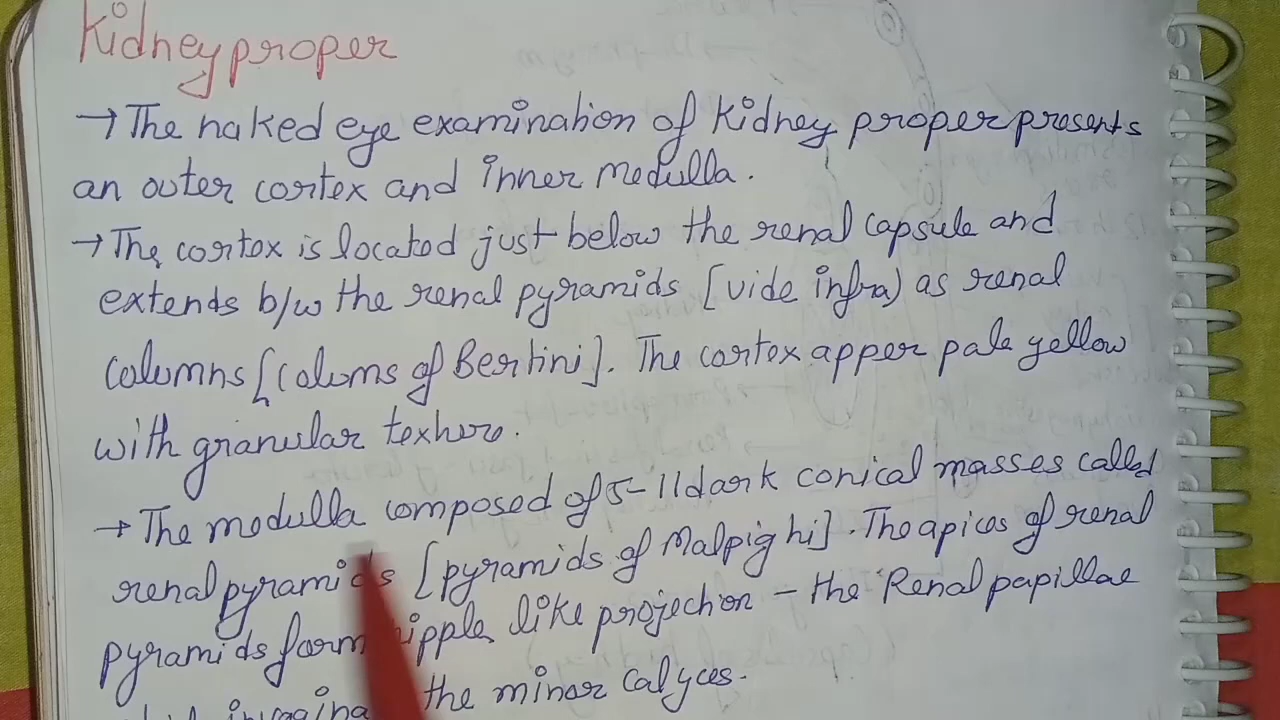 Kidney proper
→ The naked eye examination of Kidney proper presents
an outer cortex and inner medulla.
→ The cortex is located just below the renal capsule and
extends b/w the renal pyramids [vide infra) as renal
columns [coloms of Bertini]. The cortex apper pale yellow
with granular texture.
→ The medulla composed of 5-11 dark conical masses called
renal pyramids [pyramids of Malpighi]. The apices of renal
pyramids form nipple like projection - the Renal papillae
the minor calyces.